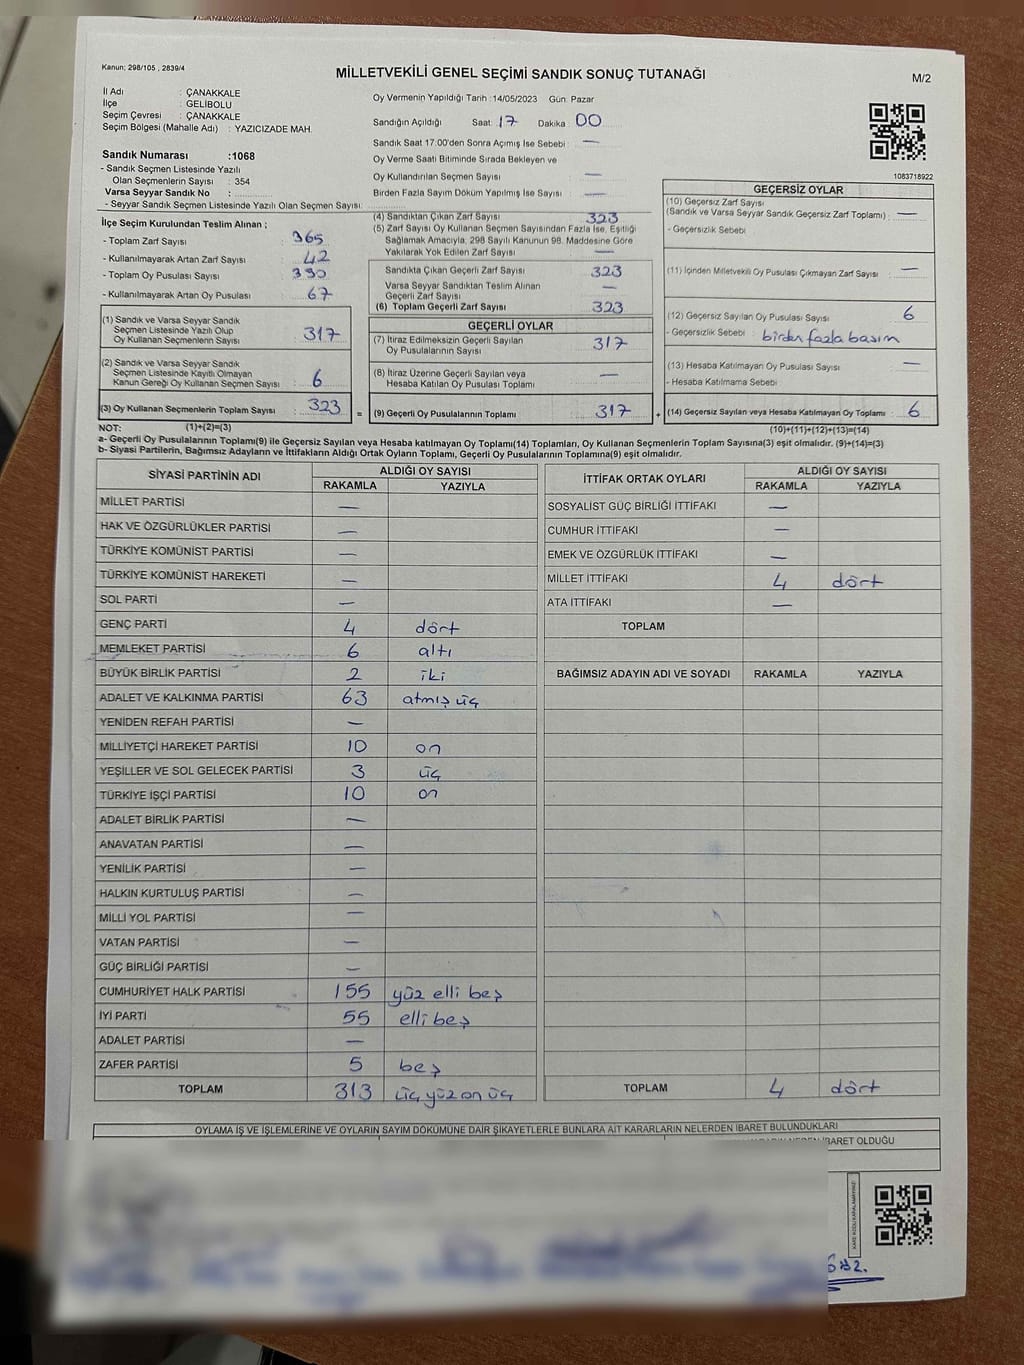 Kanun: 298/105 , 2839/4
MİLLETVEKİLİ GENEL SEÇİMİ SANDIK SONUÇ TUTANAĞI
M/2
İl Adı : ÇANAKKALE
İlçe : GELİBOLU
Seçim Çevresi : ÇANAKKALE
Seçim Bölgesi (Mahalle Adı) : YAZICIZADE MAH.
Sandık Numarası :1068
- Sandık Seçmen Listesinde Yazılı
Olan Seçmenlerin Sayısı : 354
Varsa Seyyar Sandık No :
- Seyyar Sandık Seçmen Listesinde Yazılı Olan Seçmen Sayısı:
Oy Vermenin Yapıldığı Tarih :14/05/2023 Gün: Pazar
Sandığın Açıldığı Saat: 17 Dakika: 00
Sandık Saat 17.00'den Sonra Açımış İse Sebebi : —
Oy Verme Saati Bitiminde Sırada Bekleyen ve
Oy Kullandırılan Seçmen Sayısı : —
Birden Fazla Sayım Döküm Yapılmış İse Sayısı : —
1083718922
İlçe Seçim Kurulundan Teslim Alınan ;
- Toplam Zarf Sayısı : 365
- Kullanılmayarak Artan Zarf Sayısı : 42
- Toplam Oy Pusulası Sayısı : 390
- Kullanılmayarak Artan Oy Pusulası : 67
(1) Sandık ve Varsa Seyyar Sandık
Seçmen Listesinde Yazılı Olup
Oy Kullanan Seçmenlerin Sayısı : 317
(2) Sandık ve Varsa Seyyar Sandık
Seçmen Listesinde Kayıtlı Olmayan
Kanun Gereği Oy Kullanan Seçmen Sayısı : 6
(3) Oy Kullanan Seçmenlerin Toplam Sayısı : 323
(1)+(2)=(3)
(4) Sandıktan Çıkan Zarf Sayısı : 323
(5) Zarf Sayısı Oy Kullanan Seçmen Sayısından Fazla İse, Eşitliği
Sağlamak Amacıyla, 298 Sayılı Kanunun 98. Maddesine Göre
Yakılarak Yok Edilen Zarf Sayısı : —
Sandıkta Çıkan Geçerli Zarf Sayısı : 323
Varsa Seyyar Sandıktan Teslim Alınan
Geçerli Zarf Sayısı : —
(6) Toplam Geçerli Zarf Sayısı : 323
GEÇERLİ OYLAR
(7) İtiraz Edilmeksizin Geçerli Sayılan
Oy Pusulalarının Sayısı : 317
(8) İtiraz Üzerine Geçerli Sayılan veya
Hesaba Katılan Oy Pusulası Toplamı : —
= (9) Geçerli Oy Pusulalarının Toplamı : 317
GEÇERSİZ OYLAR
(10) Geçersiz Zarf Sayısı
(Sandık ve Varsa Seyyar Sandık Geçersiz Zarf Toplamı) : —
- Geçersizlik Sebebi :
(11) İçinden Milletvekili Oy Pusulası Çıkmayan Zarf Sayısı : —
(12) Geçersiz Sayılan Oy Pusulası Sayısı : 6
- Geçersizlik Sebebi : birden fazla basım
(13) Hesaba Katılmayan Oy Pusulası Sayısı : —
- Hesaba Katılmama Sebebi :
+ (14) Geçersiz Sayılan veya Hesaba Katılmayan Oy Toplamı : 6
(10)+(11)+(12)+(13)=(14)
NOT:
a- Geçerli Oy Pusulalarının Toplamı(9) ile Geçersiz Sayılan veya Hesaba katılmayan Oy Toplamı(14) Toplamları, Oy Kullanan Seçmenlerin Toplam Sayısına(3) eşit olmalıdır. (9)+(14)=(3)
b- Siyasi Partilerin, Bağımsız Adayların ve İttifakların Aldığı Ortak Oyların Toplamı, Geçerli Oy Pusulalarının Toplamına(9) eşit olmalıdır.
SİYASİ PARTİNİN ADI ALDIĞI OY SAYISI
RAKAMLA YAZIYLA
MİLLET PARTİSİ —
HAK VE ÖZGÜRLÜKLER PARTİSİ —
TÜRKİYE KOMÜNİST PARTİSİ —
TÜRKİYE KOMÜNİST HAREKETİ —
SOL PARTİ —
GENÇ PARTİ 4 dört
MEMLEKET PARTİSİ 6 altı
BÜYÜK BİRLİK PARTİSİ 2 iki
ADALET VE KALKINMA PARTİSİ 63 atmış üç
YENİDEN REFAH PARTİSİ —
MİLLİYETÇİ HAREKET PARTİSİ 10 on
YEŞİLLER VE SOL GELECEK PARTİSİ 3 üç
TÜRKİYE İŞÇİ PARTİSİ 10 on
ADALET BİRLİK PARTİSİ —
ANAVATAN PARTİSİ —
YENİLİK PARTİSİ —
HALKIN KURTULUŞ PARTİSİ —
MİLLİ YOL PARTİSİ —
VATAN PARTİSİ —
GÜÇ BİRLİĞİ PARTİSİ —
CUMHURİYET HALK PARTİSİ 155 yüz elli beş
İYİ PARTİ 55 elli beş
ADALET PARTİSİ —
ZAFER PARTİSİ 5 beş
TOPLAM 313 üç yüz on üç
İTTİFAK ORTAK OYLARI ALDIĞI OY SAYISI
RAKAMLA YAZIYLA
SOSYALİST GÜÇ BİRLİĞİ İTTİFAKI —
CUMHUR İTTİFAKI —
EMEK VE ÖZGÜRLÜK İTTİFAKI —
MİLLET İTTİFAKI 4 dört
ATA İTTİFAKI —
TOPLAM
BAĞIMSIZ ADAYIN ADI VE SOYADI RAKAMLA YAZIYLA
TOPLAM 4 dört
OYLAMA İŞ VE İŞLEMLERİNE VE OYLARIN SAYIM DÖKÜMÜNE DAİR ŞİKAYETLERLE BUNLARA AİT KARARLARIN NELERDEN İBARET BULUNDUKLARI
İBARET OLDUĞU